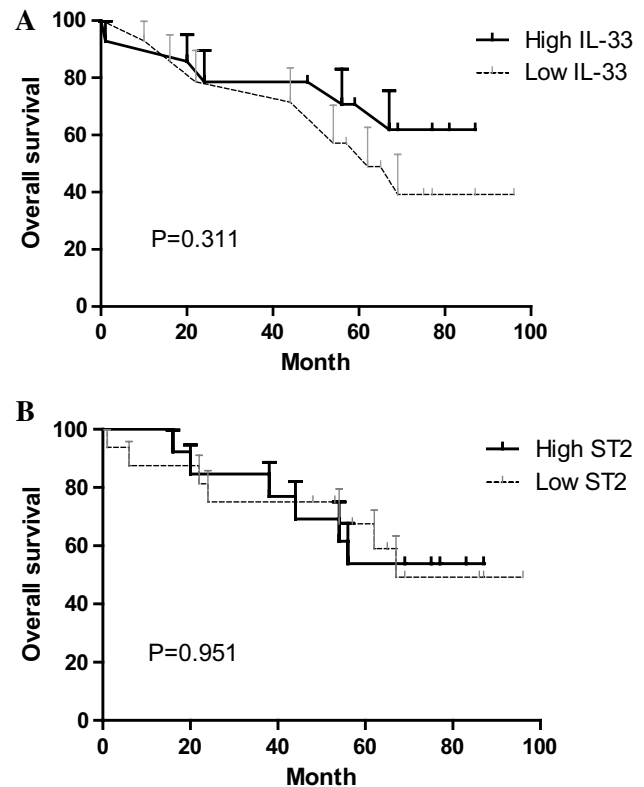 A
100
80
60
40
20
0
Overall survival
High IL-33
Low IL-33
P=0.311
0 20 40 60 80 100
Month
B
100
80
60
40
20
0
Overall survival
High ST2
Low ST2
P=0.951
0 20 40 60 80 100
Month